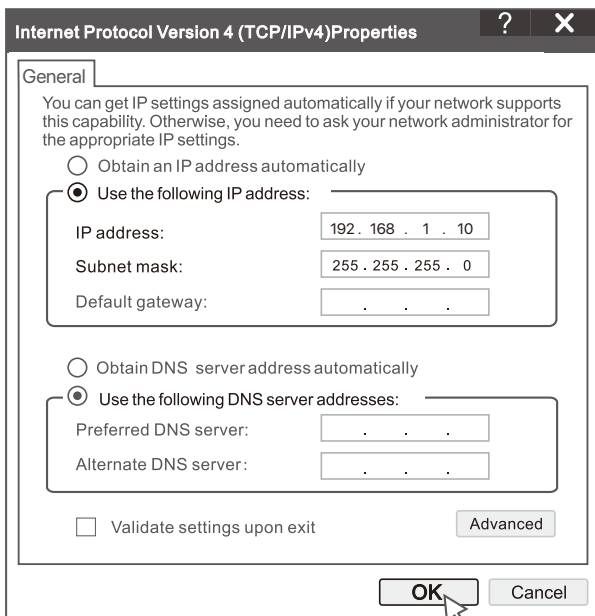 Internet Protocol Version 4 (TCP/IPv4)Properties ? X
General
You can get IP settings assigned automatically if your network supports
this capability. Otherwise, you need to ask your network administrator for
the appropriate IP settings.
Obtain an IP address automatically
Use the following IP address:
IP address: 192 . 168 . 1 . 10
Subnet mask: 255 . 255 . 255 . 0
Default gateway: . . .
Obtain DNS server address automatically
Use the following DNS server addresses:
Preferred DNS server: . . .
Alternate DNS server: . . .
Validate settings upon exit Advanced
OK Cancel